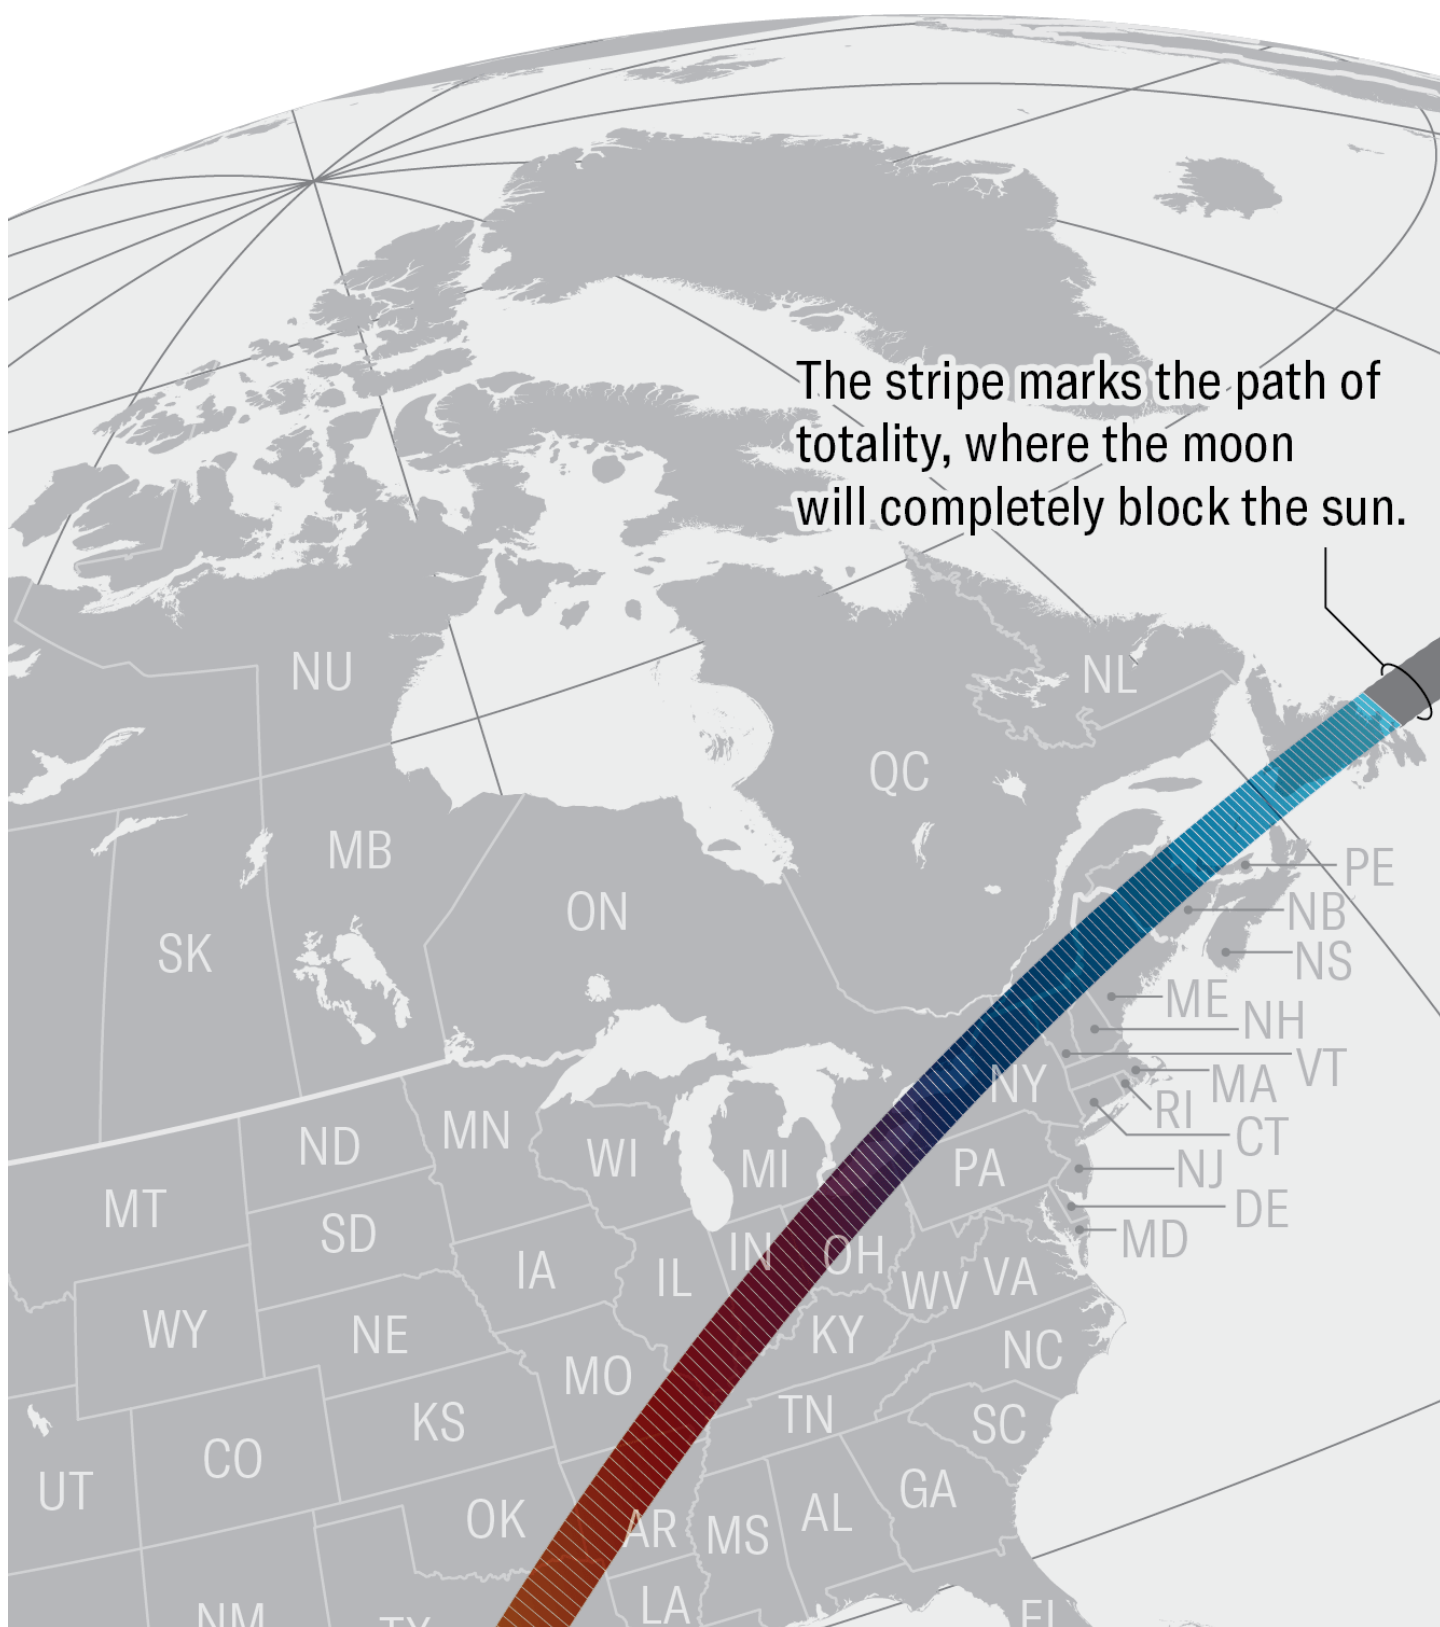 The stripe marks the path of
totality, where the moon
will completely block the sun.
NU
NL
QC
MB
PE
ON
NB
SK
NS
ME
NH
VT
NY
MA
RI
MN
CT
ND
WI
MI
PA
NJ
MT
DE
SD
MD
IN
OH
IA
IL
VA
WV
WY
NE
KY
NC
MO
TN
KS
SC
CO
GA
UT
AL
OK
AR
MS
LA
NM
TX
FL